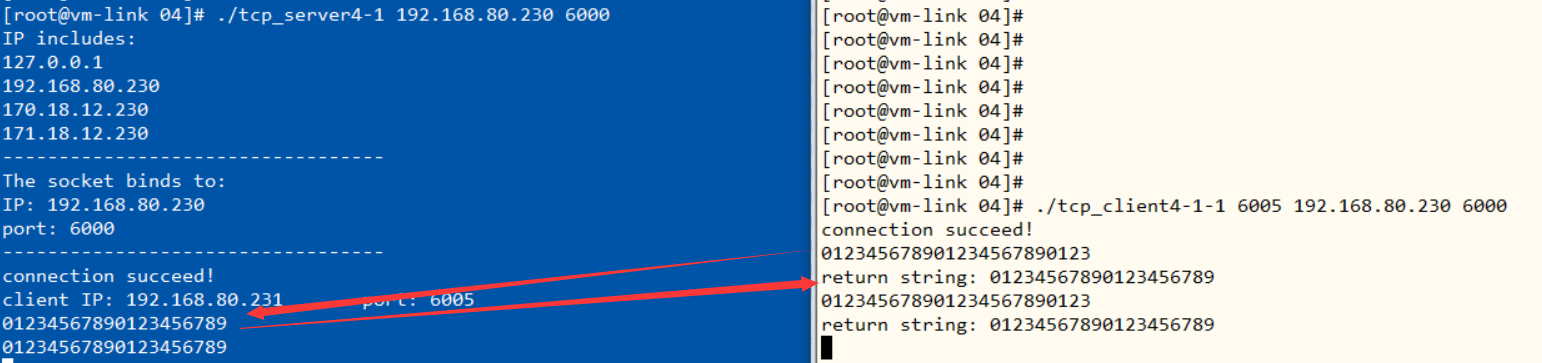 [root@vm-link 04]# ./tcp_server4-1 192.168.80.230 6000
IP includes:
127.0.0.1
192.168.80.230
170.18.12.230
171.18.12.230
----------------------------------
The socket binds to:
IP: 192.168.80.230
port: 6000
----------------------------------
connection succeed!
client IP: 192.168.80.231 port: 6005
01234567890123456789
01234567890123456789
[root@vm-link 04]#
[root@vm-link 04]#
[root@vm-link 04]#
[root@vm-link 04]#
[root@vm-link 04]#
[root@vm-link 04]#
[root@vm-link 04]#
[root@vm-link 04]#
[root@vm-link 04]# ./tcp_client4-1-1 6005 192.168.80.230 6000
connection succeed!
012345678901234567890123
return string: 01234567890123456789
012345678901234567890123
return string: 01234567890123456789